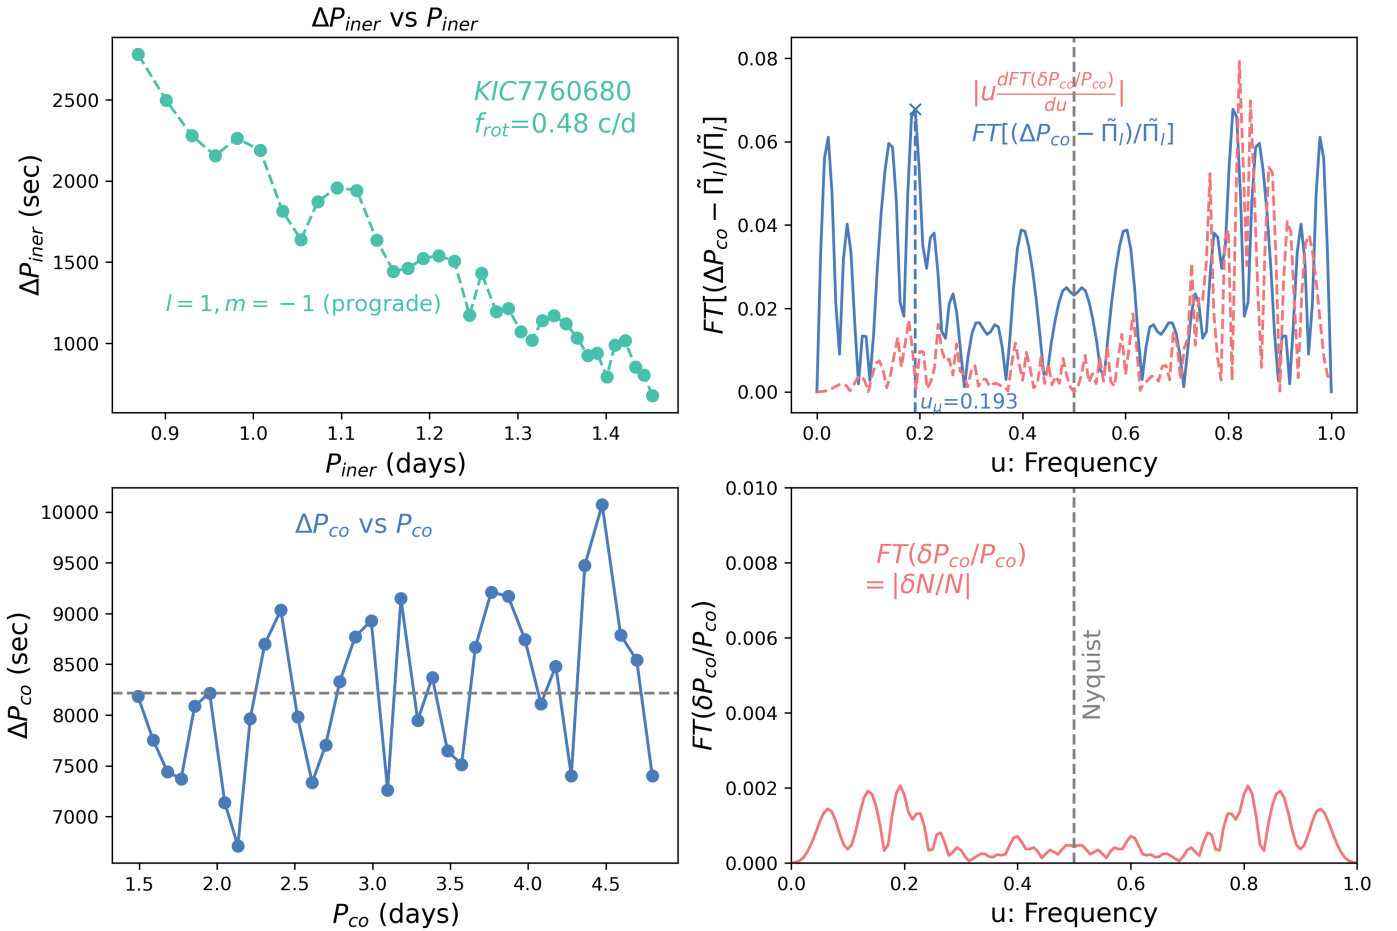 ΔP_iner vs P_iner
KIC7760680
f_rot=0.48 c/d
l = 1, m = −1 (prograde)
ΔP_iner (sec)
2500
2000
1500
1000
0.9 1.0 1.1 1.2 1.3 1.4
P_iner (days)
|u dFT(δP_co/P_co)/du|
FT[(ΔP_co − Π̃_l)/Π̃_l]
u_μ=0.193
FT[(ΔP_co − Π̃_l)/Π̃_l]
0.08
0.06
0.04
0.02
0.00
0.0 0.2 0.4 0.6 0.8 1.0
u: Frequency
ΔP_co vs P_co
ΔP_co (sec)
10000
9500
9000
8500
8000
7500
7000
1.5 2.0 2.5 3.0 3.5 4.0 4.5
P_co (days)
FT(δP_co/P_co)
= |δN/N|
Nyquist
FT(δP_co/P_co)
0.010
0.008
0.006
0.004
0.002
0.000
0.0 0.2 0.4 0.6 0.8 1.0
u: Frequency